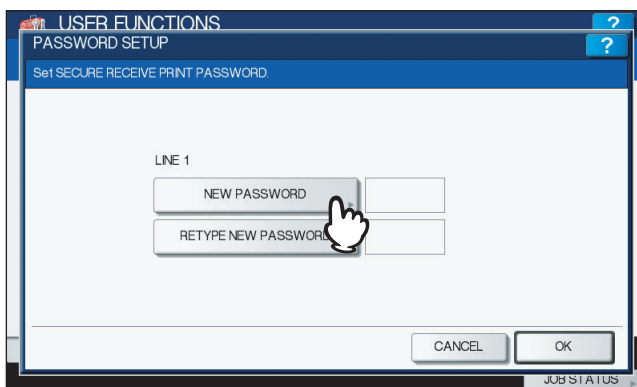 USER FUNCTIONS
?
PASSWORD SETUP
?
Set SECURE RECEIVE PRINT PASSWORD.
LINE 1
NEW PASSWORD
RETYPE NEW PASSWORD
CANCEL
OK
JOB STATUS